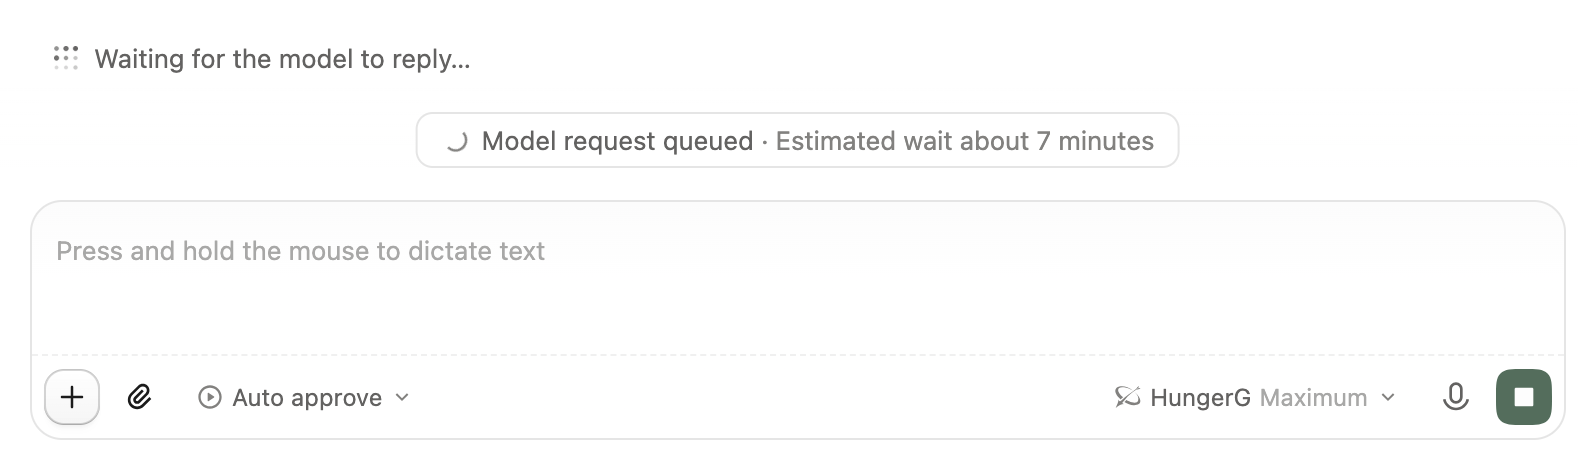 Waiting for the model to reply...
Model request queued · Estimated wait about 7 minutes
Press and hold the mouse to dictate text
Auto approve
HungerG Maximum